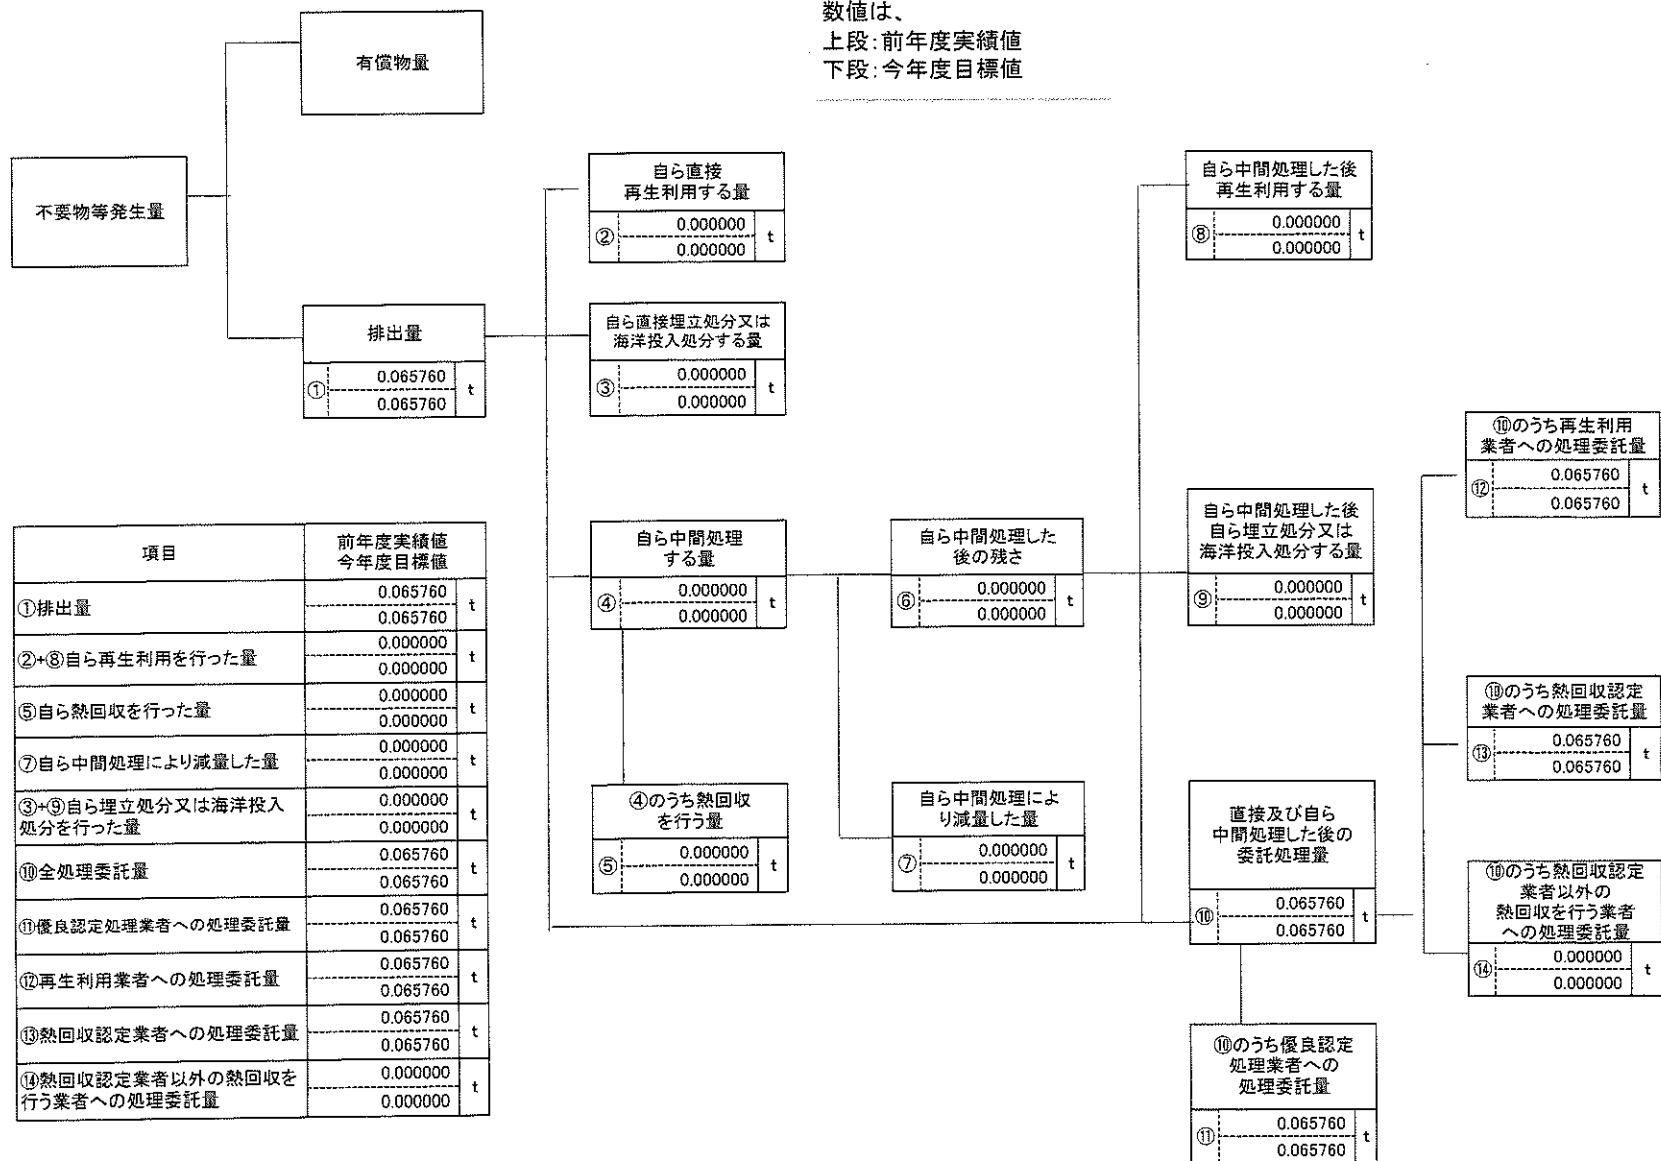 数値は、
上段:前年度実績値
下段:今年度目標値
有償物量
不要物等発生量
排出量
① 0.065760 t
0.065760
自ら直接
再生利用する量
② 0.000000 t
0.000000
自ら直接埋立処分又は
海洋投入処分する量
③ 0.000000 t
0.000000
自ら中間処理
する量
④ 0.000000 t
0.000000
④のうち熱回収
を行う量
⑤ 0.000000 t
0.000000
自ら中間処理した
後の残さ
⑥ 0.000000 t
0.000000
自ら中間処理によ
り減量した量
⑦ 0.000000 t
0.000000
自ら中間処理した後
再生利用する量
⑧ 0.000000 t
0.000000
自ら中間処理した後
自ら埋立処分又は
海洋投入処分する量
⑨ 0.000000 t
0.000000
直接及び自ら
中間処理した後の
委託処理量
⑩ 0.065760 t
0.065760
⑩のうち優良認定
処理業者への
処理委託量
⑪ 0.065760 t
0.065760
⑩のうち再生利用
業者への処理委託量
⑫ 0.065760 t
0.065760
⑩のうち熱回収認定
業者への処理委託量
⑬ 0.065760 t
0.065760
⑩のうち熱回収認定
業者以外の
熱回収を行う業者
への処理委託量
⑭ 0.000000 t
0.000000
項目 前年度実績値
今年度目標値
①排出量 0.065760 t
0.065760
②+⑧自ら再生利用を行った量 0.000000 t
0.000000
⑤自ら熱回収を行った量 0.000000 t
0.000000
⑦自ら中間処理により減量した量 0.000000 t
0.000000
③+⑨自ら埋立処分又は海洋投入 0.000000 t
処分を行った量 0.000000
⑩全処理委託量 0.065760 t
0.065760
⑪優良認定処理業者への処理委託量 0.065760 t
0.065760
⑫再生利用業者への処理委託量 0.065760 t
0.065760
⑬熱回収認定業者への処理委託量 0.065760 t
0.065760
⑭熱回収認定業者以外の熱回収を 0.000000 t
行う業者への処理委託量 0.000000